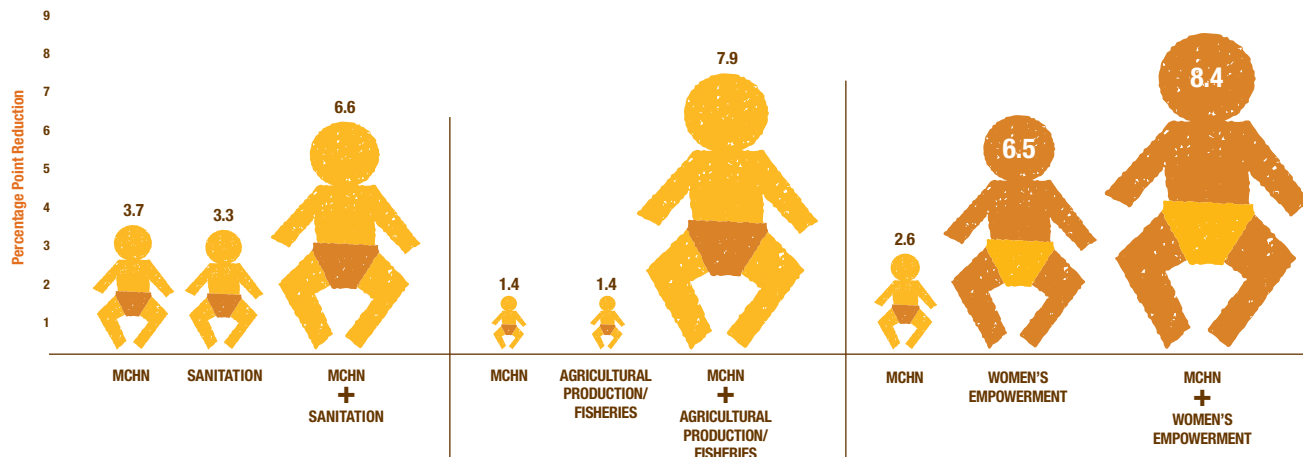 Percentage Point Reduction
9
8
7
6
5
4
3
2
1
3.7
3.3
6.6
1.4
1.4
7.9
2.6
6.5
8.4
MCHN
SANITATION
MCHN
+
SANITATION
MCHN
AGRICULTURAL
PRODUCTION/
FISHERIES
MCHN
+
AGRICULTURAL
PRODUCTION/
FISHERIES
MCHN
WOMEN'S
EMPOWERMENT
MCHN
+
WOMEN'S
EMPOWERMENT